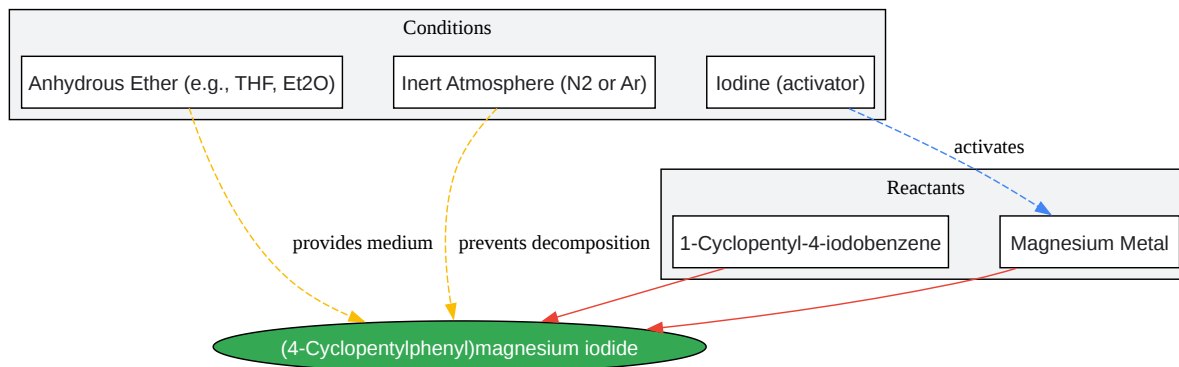 Conditions
Anhydrous Ether (e.g., THF, Et2O)
Inert Atmosphere (N2 or Ar)
Iodine (activator)
activates
Reactants
provides medium
prevents decomposition
1-Cyclopentyl-4-iodobenzene
Magnesium Metal
(4-Cyclopentylphenyl)magnesium iodide